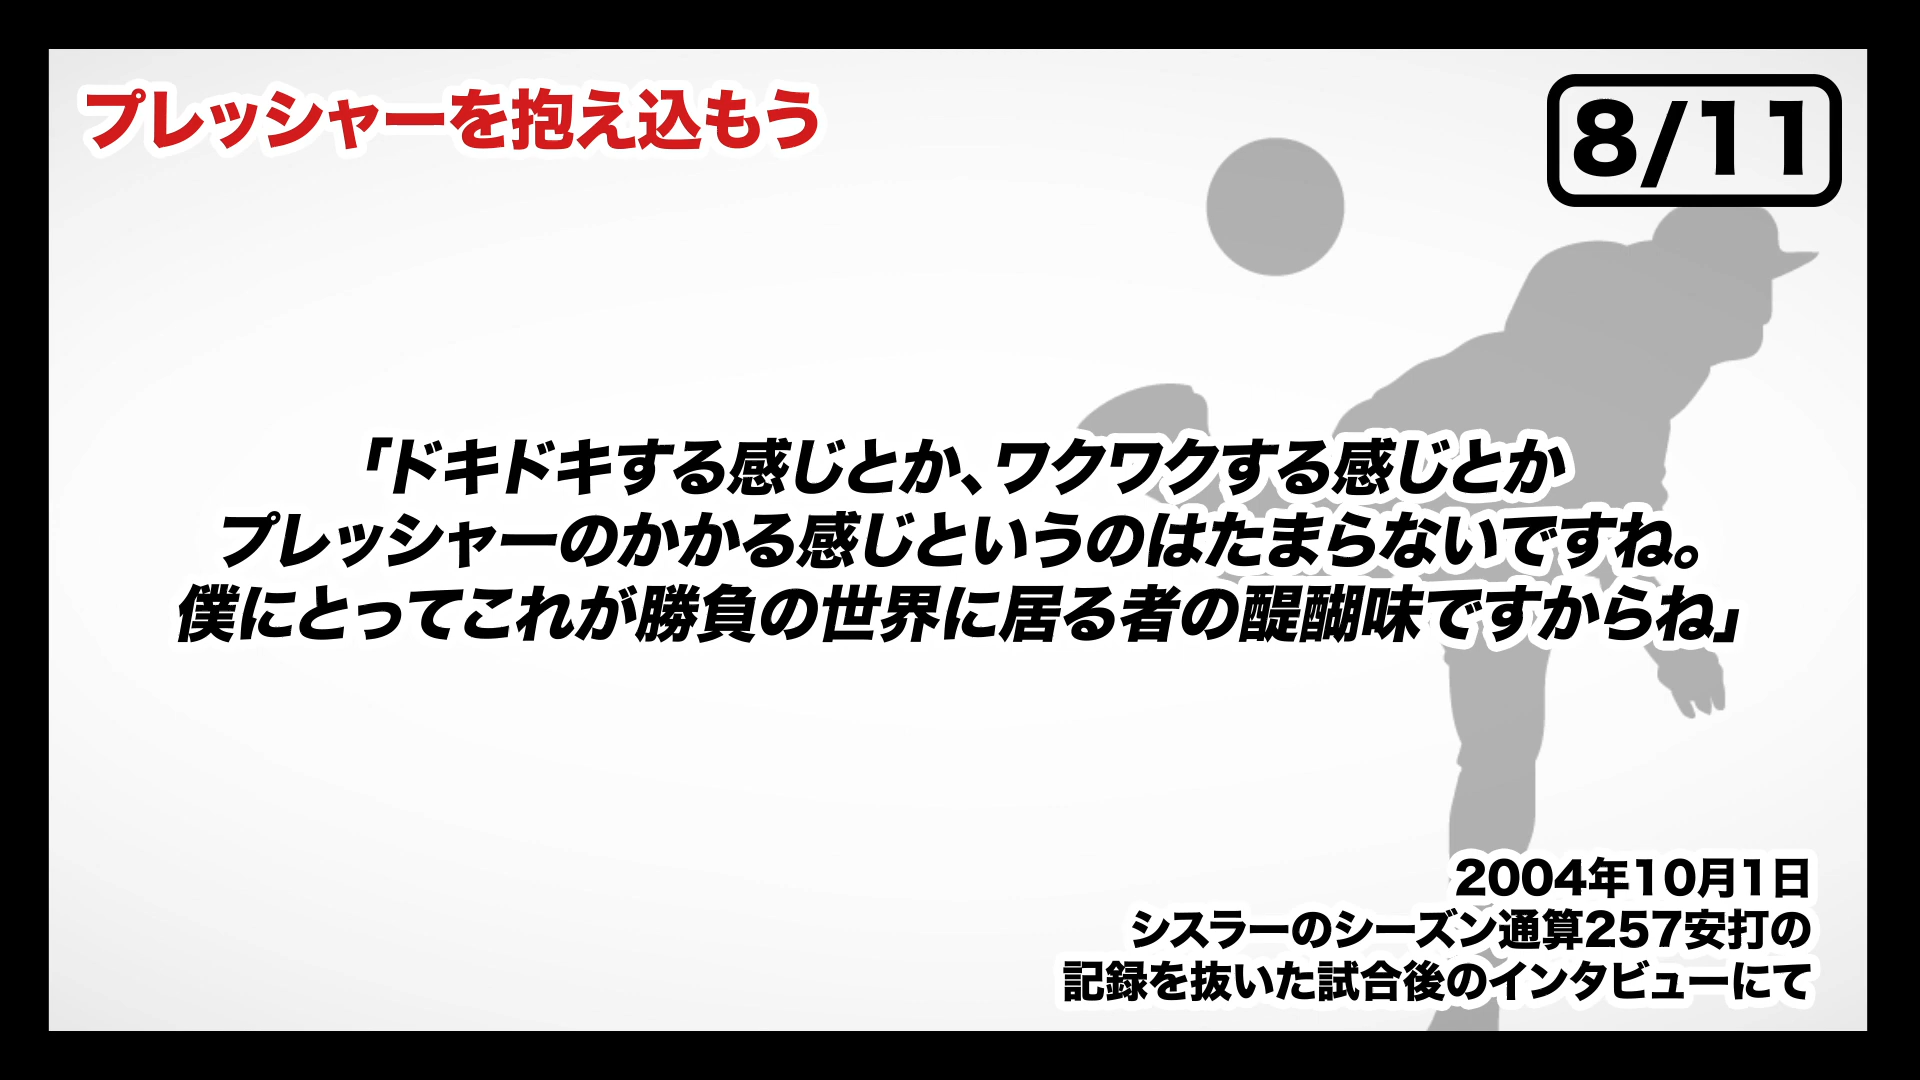 プレッシャーを抱え込もう
8/11
「ドキドキする感じとか、ワクワクする感じとか
プレッシャーのかかる感じというのはたまらないですね。
僕にとってこれが勝負の世界に居る者の醍醐味ですからね」
2004年10月1日
シスラーのシーズン通算257安打の
記録を抜いた試合後のインタビューにて